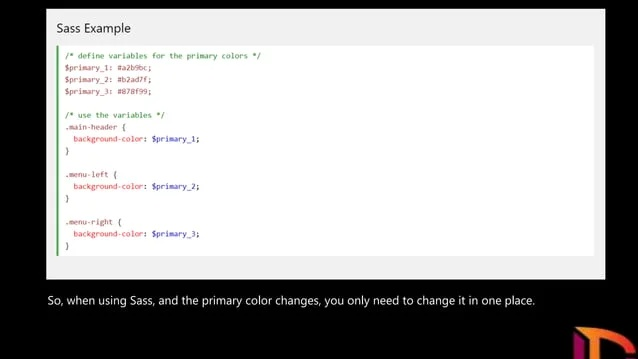 Sass Example
/* define variables for the primary colors */
$primary_1: #a2b9bc;
$primary_2: #b2ad7f;
$primary_3: #878f99;
/* use the variables */
.main-header {
background-color: $primary_1;
}
.menu-left {
background-color: $primary_2;
}
.menu-right {
background-color: $primary_3;
}
So, when using Sass, and the primary color changes, you only need to change it in one place.